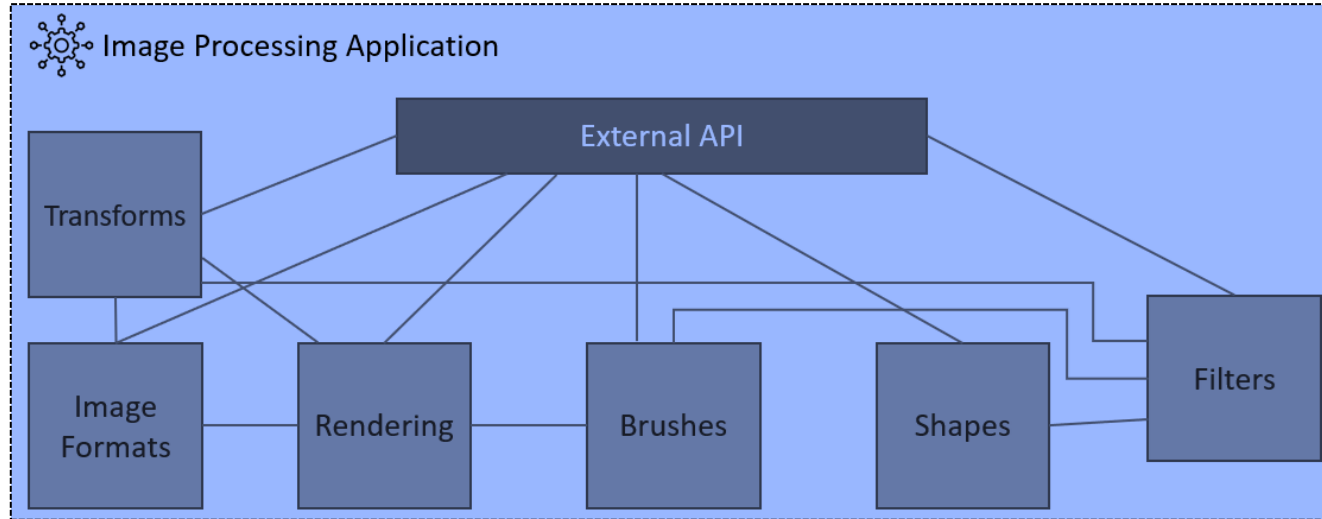 Image Processing Application
External API
Transforms
Image
Formats
Rendering
Brushes
Shapes
Filters